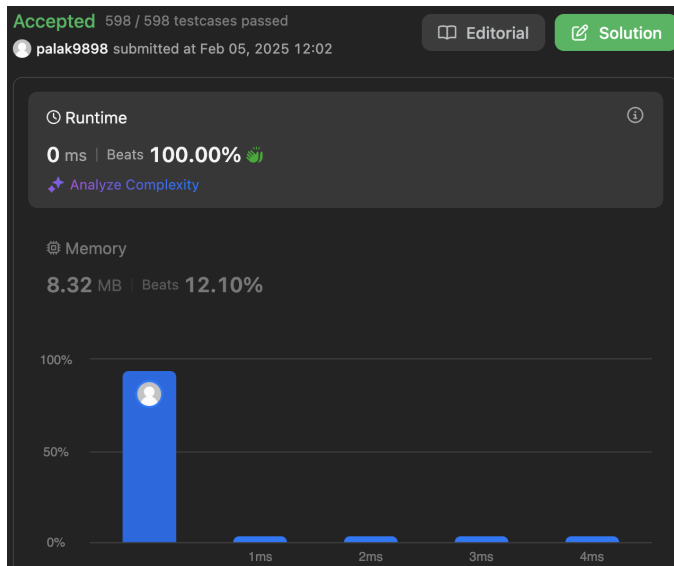 Accepted 598 / 598 testcases passed
palak9898 submitted at Feb 05, 2025 12:02
Editorial
Solution
Runtime
0 ms | Beats 100.00%
Analyze Complexity
Memory
8.32 MB | Beats 12.10%
100%
50%
0%
1ms 2ms 3ms 4ms